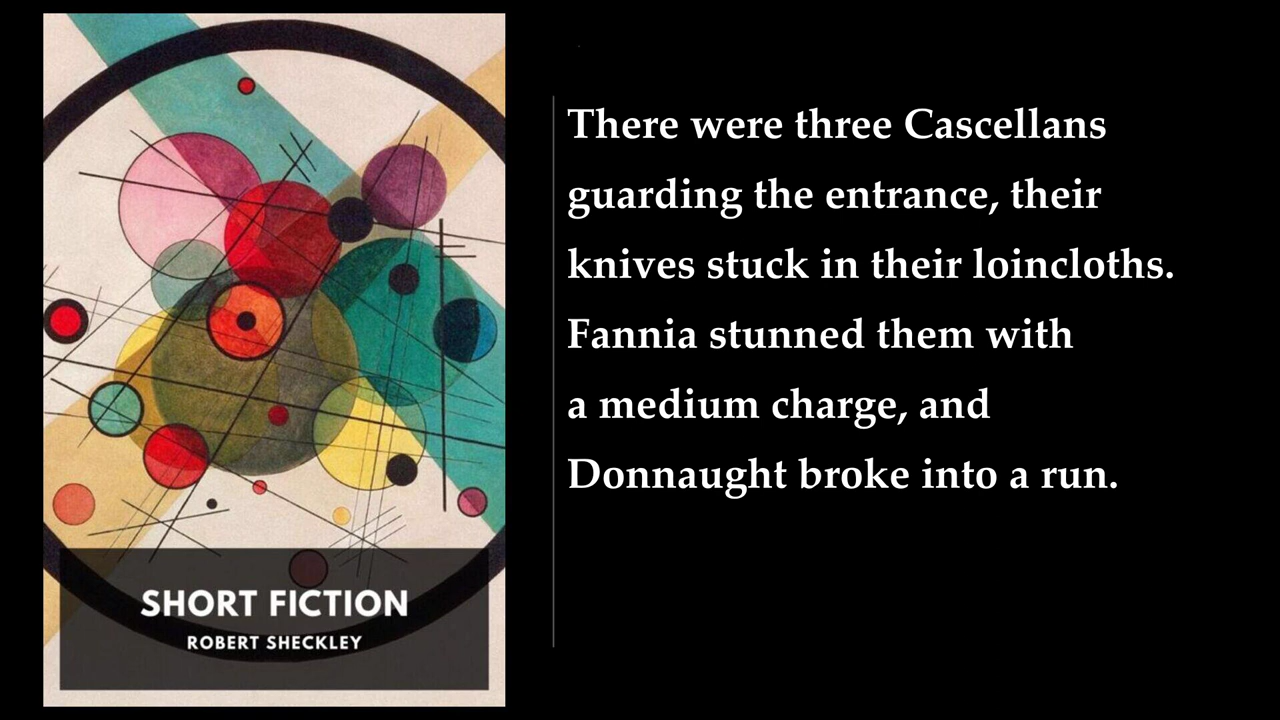 SHORT FICTION
ROBERT SHECKLEY
There were three Cascellans
guarding the entrance, their
knives stuck in their loincloths.
Fannia stunned them with
a medium charge, and
Donnaught broke into a run.